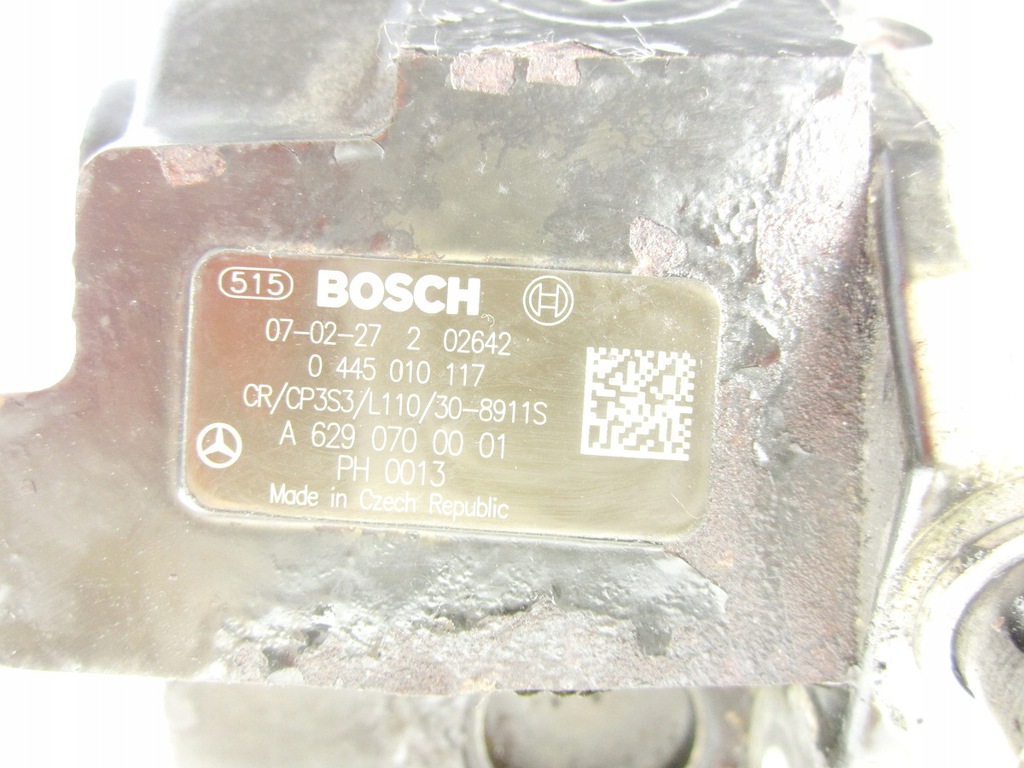 515 BOSCH
07-02-27 2 02642
0 445 010 117
CR/CP3S3/L110/30-8911S
A 629 070 00 01
PH 0013
Made in Czech Republic